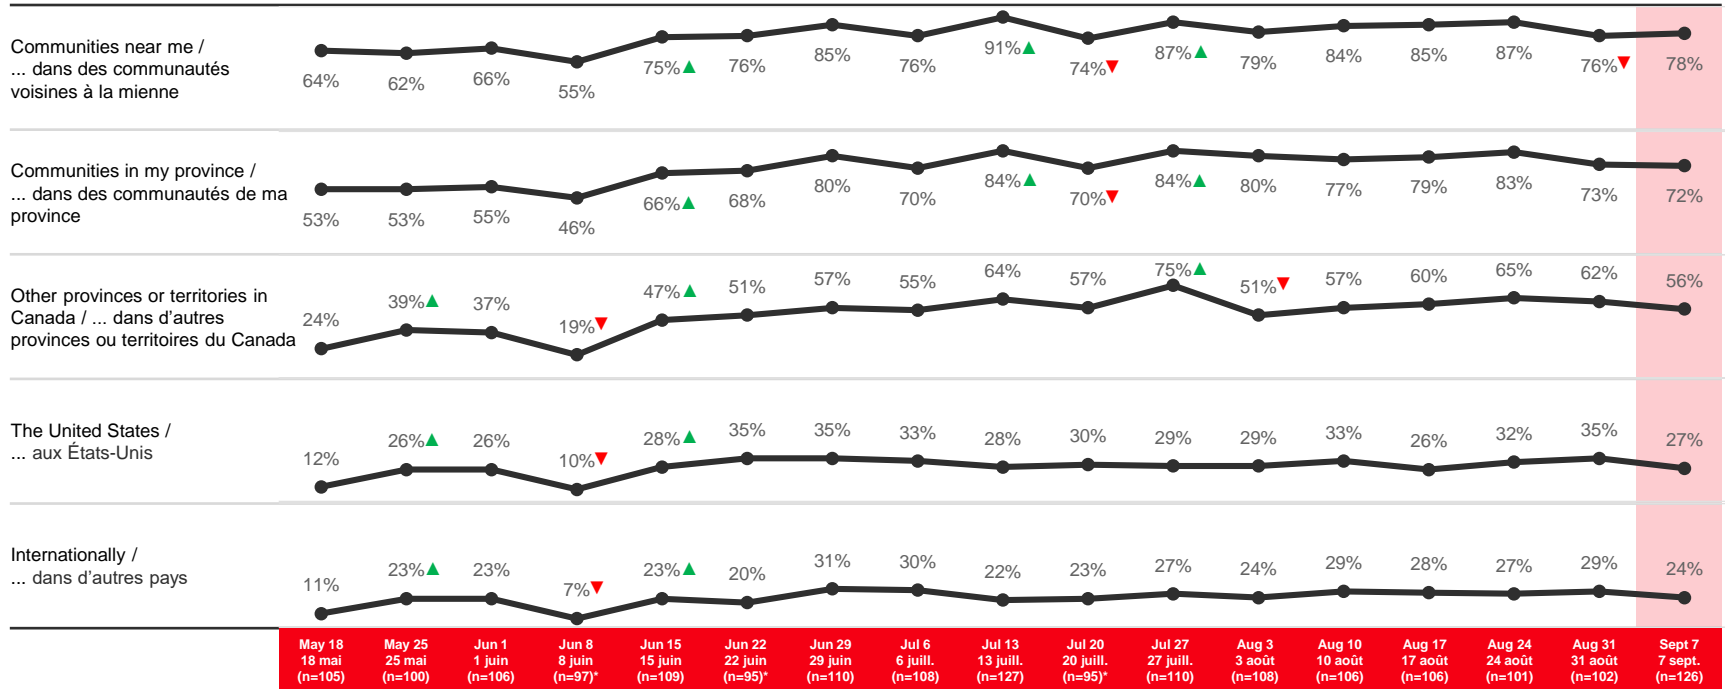 Communities near me /
... dans des communautés
voisines à la mienne
64% 62% 66% 55% 75%▲ 76% 85% 76% 91%▲ 74%▼ 87%▲ 79% 84% 85% 87% 76%▼ 78%
Communities in my province /
... dans des communautés de ma
province
53% 53% 55% 46% 66%▲ 68% 80% 70% 84%▲ 70%▼ 84%▲ 80% 77% 79% 83% 73% 72%
Other provinces or territories in
Canada / ... dans d'autres
provinces ou territoires du Canada
24% 39%▲ 37% 19%▼ 47%▲ 51% 57% 55% 64% 57% 75%▲ 51%▼ 57% 60% 65% 62% 56%
The United States /
... aux États-Unis
12% 26%▲ 26% 10%▼ 28%▲ 35% 35% 33% 28% 30% 29% 29% 33% 26% 32% 35% 27%
Internationally /
... dans d'autres pays
11% 23%▲ 23% 7%▼ 23%▲ 20% 31% 30% 22% 23% 27% 24% 29% 28% 27% 29% 24%
May 18 May 25 Jun 1 Jun 8 Jun 15 Jun 22 Jun 29 Jul 6 Jul 13 Jul 20 Jul 27 Aug 3 Aug 10 Aug 17 Aug 24 Aug 31 Sept 7
18 mai 25 mai 1 juin 8 juin 15 juin 22 juin 29 juin 6 juill. 13 juill. 20 juill. 27 juill. 3 août 10 août 17 août 24 août 31 août 7 sept.
(n=105) (n=100) (n=106) (n=97)* (n=109) (n=95)* (n=110) (n=108) (n=127) (n=95)* (n=110) (n=108) (n=106) (n=106) (n=101) (n=102) (n=126)